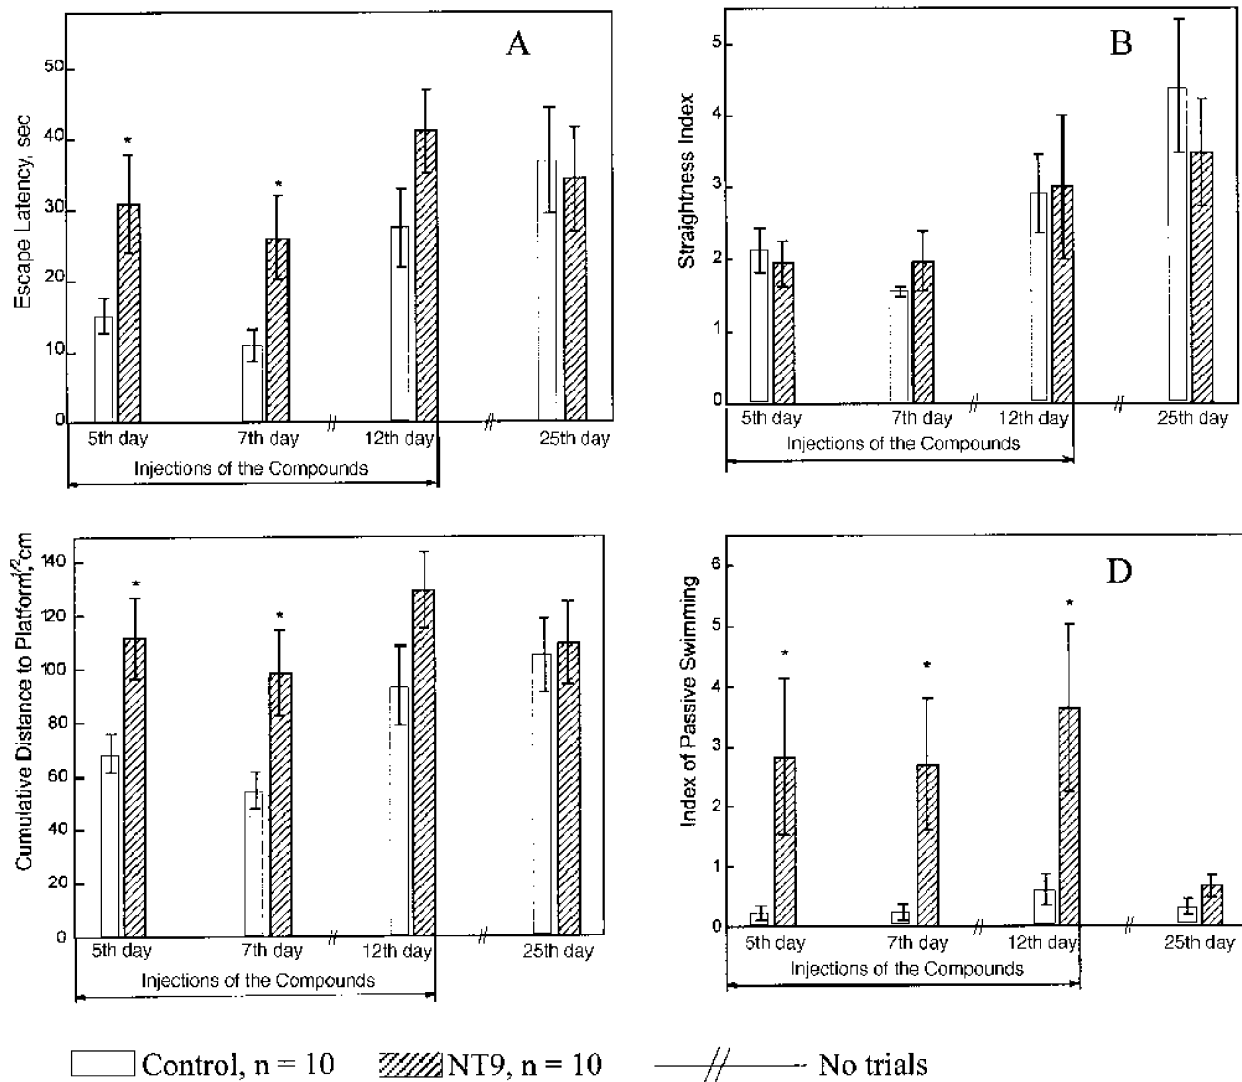 A
Escape Latency, sec
50
40
30
20
10
0
5th day 7th day 12th day 25th day
Injections of the Compounds
B
Straightness Index
5
4
3
2
1
0
5th day 7th day 12th day 25th day
Injections of the Compounds
Cumulative Distance to Platform,1/2cm
140
120
100
80
60
40
20
0
5th day 7th day 12th day 25th day
Injections of the Compounds
D
Index of Passive Swimming
6
5
4
3
2
1
0
5th day 7th day 12th day 25th day
Injections of the Compounds
Control, n = 10 NT9, n = 10 No trials